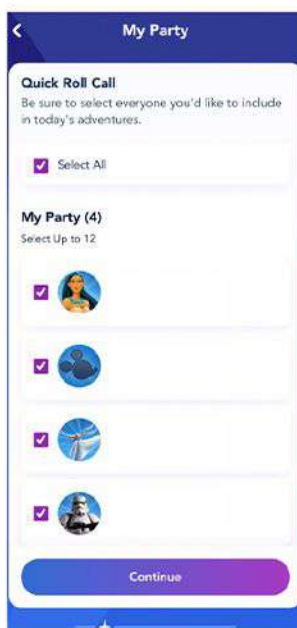 My Party
Quick Roll Call
Be sure to select everyone you'd like to include
in today's adventures.
Select All
My Party (4)
Select Up to 12
Continue